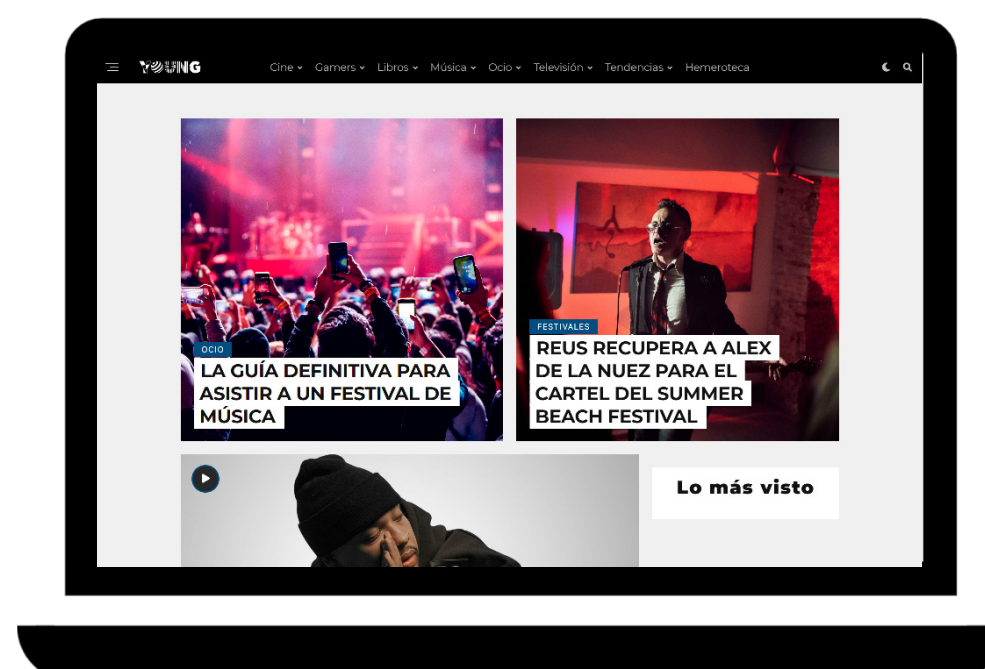 YOUNG
Cine
Gamers
Libros
Música
Ocio
Televisión
Tendencias
Hemeroteca
OCIO
LA GUÍA DEFINITIVA PARA
ASISTIR A UN FESTIVAL DE
MÚSICA
FESTIVALES
REUS RECUPERA A ALEX
DE LA NUEZ PARA EL
CARTEL DEL SUMMER
BEACH FESTIVAL
Lo más visto